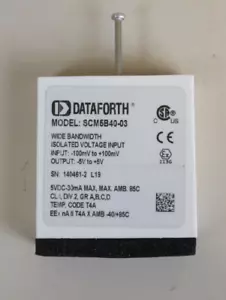 DATAFORTH
MODEL: SCM5B40-03
WIDE BANDWIDTH
ISOLATED VOLTAGE INPUT
INPUT: -100mV to +100mV
OUTPUT: -5V to +5V
SN: 140461-2 L19
5VDC-30mA MAX, MAX. AMB. 85C
CL I, DIV 2, GR A,B,C,D
TEMP. CODE T4A
EEx nA II T4A X AMB -40/+85C